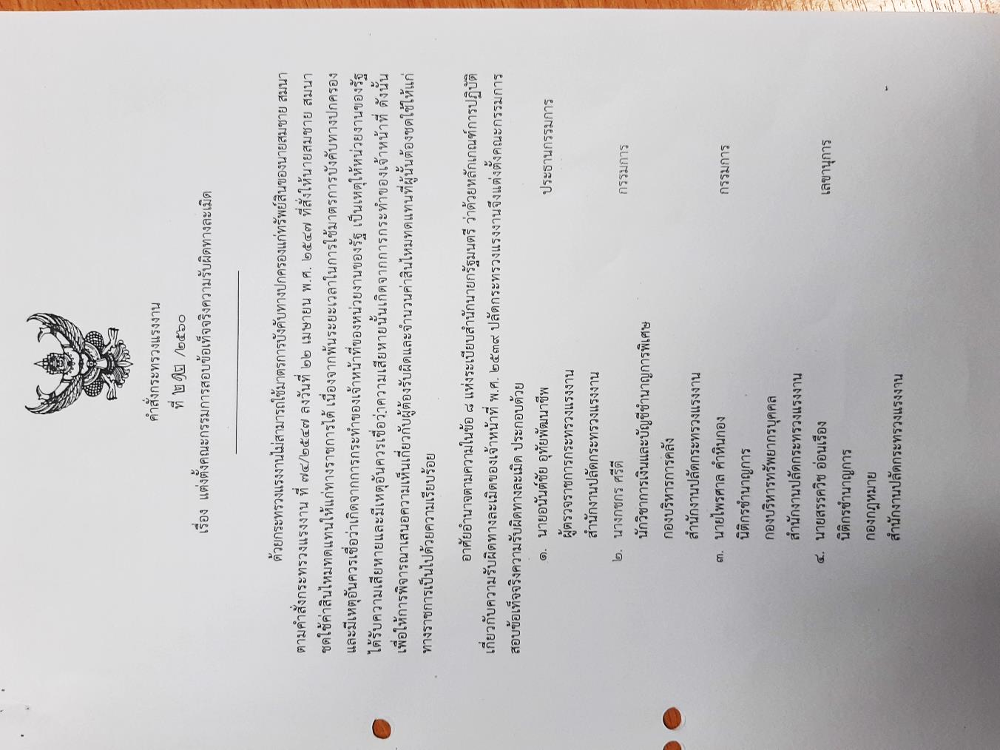 คำสั่งกระทรวงแรงงาน
ที่ ๒๑๒ /๒๕๖๐
เรื่อง แต่งตั้งคณะกรรมการสอบข้อเท็จจริงความรับผิดทางละเมิด
ด้วยกระทรวงแรงงานไม่สามารถใช้มาตรการบังคับทางปกครองแก่ทรัพย์สินของนายสมชาย สมนา
ตามคำสั่งกระทรวงแรงงาน ที่ ๗๔/๒๕๔๗ ลงวันที่ ๒๒ เมษายน พ.ศ. ๒๕๔๗ ที่สั่งให้นายสมชาย สมนา
ชดใช้ค่าสินไหมทดแทนให้แก่ทางราชการได้ เนื่องจากพ้นระยะเวลาในการใช้มาตรการบังคับทางปกครอง
และมีเหตุอันควรเชื่อว่าเกิดจากการกระทำของเจ้าหน้าที่ของหน่วยงานของรัฐ เป็นเหตุให้หน่วยงานของรัฐ
ได้รับความเสียหายและมีเหตุอันควรเชื่อว่าความเสียหายนั้นเกิดจากการกระทำของเจ้าหน้าที่ ดังนั้น
เพื่อให้การพิจารณาเสนอความเห็นเกี่ยวกับผู้ต้องรับผิดและจำนวนค่าสินไหมทดแทนที่ผู้นั้นต้องชดใช้ให้แก่
ทางราชการเป็นไปด้วยความเรียบร้อย
อาศัยอำนาจตามความในข้อ ๘ แห่งระเบียบสำนักนายกรัฐมนตรี ว่าด้วยหลักเกณฑ์การปฏิบัติ
เกี่ยวกับความรับผิดทางละเมิดของเจ้าหน้าที่ พ.ศ. ๒๕๓๙ ปลัดกระทรวงแรงงานจึงแต่งตั้งคณะกรรมการ
สอบข้อเท็จจริงความรับผิดทางละเมิด ประกอบด้วย
๑. นายอนันต์ชัย อุทัยพัฒนาชีพ ประธานกรรมการ
ผู้ตรวจราชการกระทรวงแรงงาน
สำนักงานปลัดกระทรวงแรงงาน
๒. นางกชกร ศรีรัดี กรรมการ
นักวิชาการเงินและบัญชีชำนาญการพิเศษ
กองบริหารการคลัง
สำนักงานปลัดกระทรวงแรงงาน
๓. นายไพรศาล คำหินกอง กรรมการ
นิติกรชำนาญการ
กองบริหารทรัพยากรบุคคล
สำนักงานปลัดกระทรวงแรงงาน
๔. นายสรรควิช อ่อนเรือง เลขานุการ
นิติกรชำนาญการ
กองกฎหมาย
สำนักงานปลัดกระทรวงแรงงาน